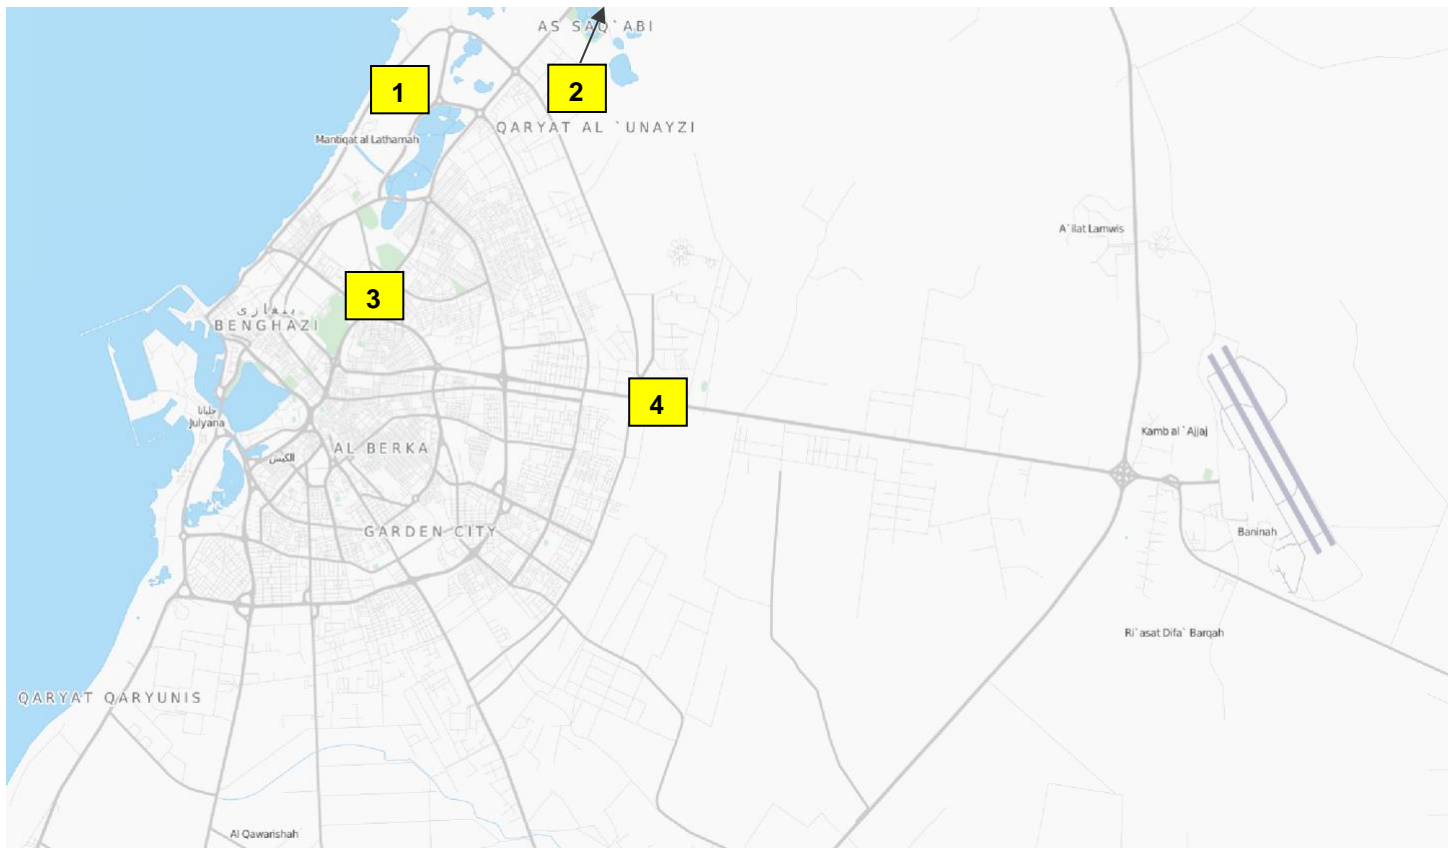 AS SAQ`ABI
1
2
QARYAT AL `UNAYZI
Mantiqat al Lathamah
A`ilat Lamwis
3
بنغازي
BENGHAZI
4
جليانا
Julyana
Kamb al `Ajjaj
AL BERKA
الكيش
GARDEN CITY
Baninah
Ri`asat Difa` Barqah
QARYAT QARYUNIS
Al Qawarishah